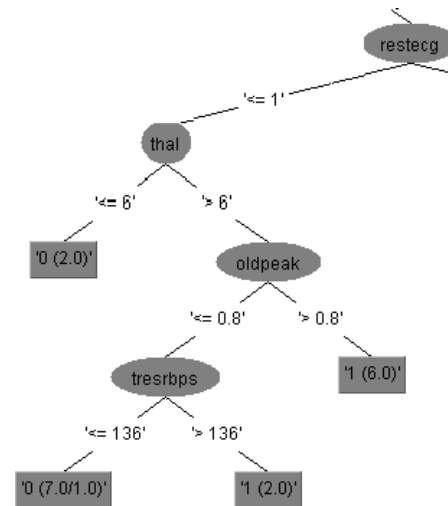 restecg
'<= 1'
thal
'<= 6' '> 6'
'0 (2.0)' oldpeak
'<= 0.8' '> 0.8'
tresrbps '1 (6.0)'
'<= 136' '> 136'
'0 (7.0/1.0)' '1 (2.0)'